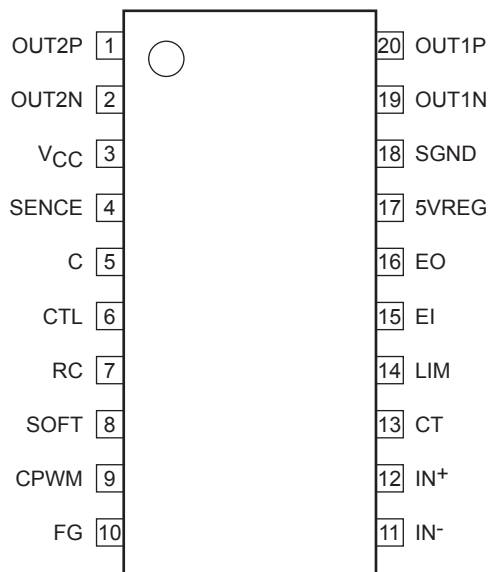 OUT2P 1 20 OUT1P
OUT2N 2 19 OUT1N
VCC 3 18 SGND
SENCE 4 17 5VREG
C 5 16 EO
CTL 6 15 EI
RC 7 14 LIM
SOFT 8 13 CT
CPWM 9 12 IN+
FG 10 11 IN-